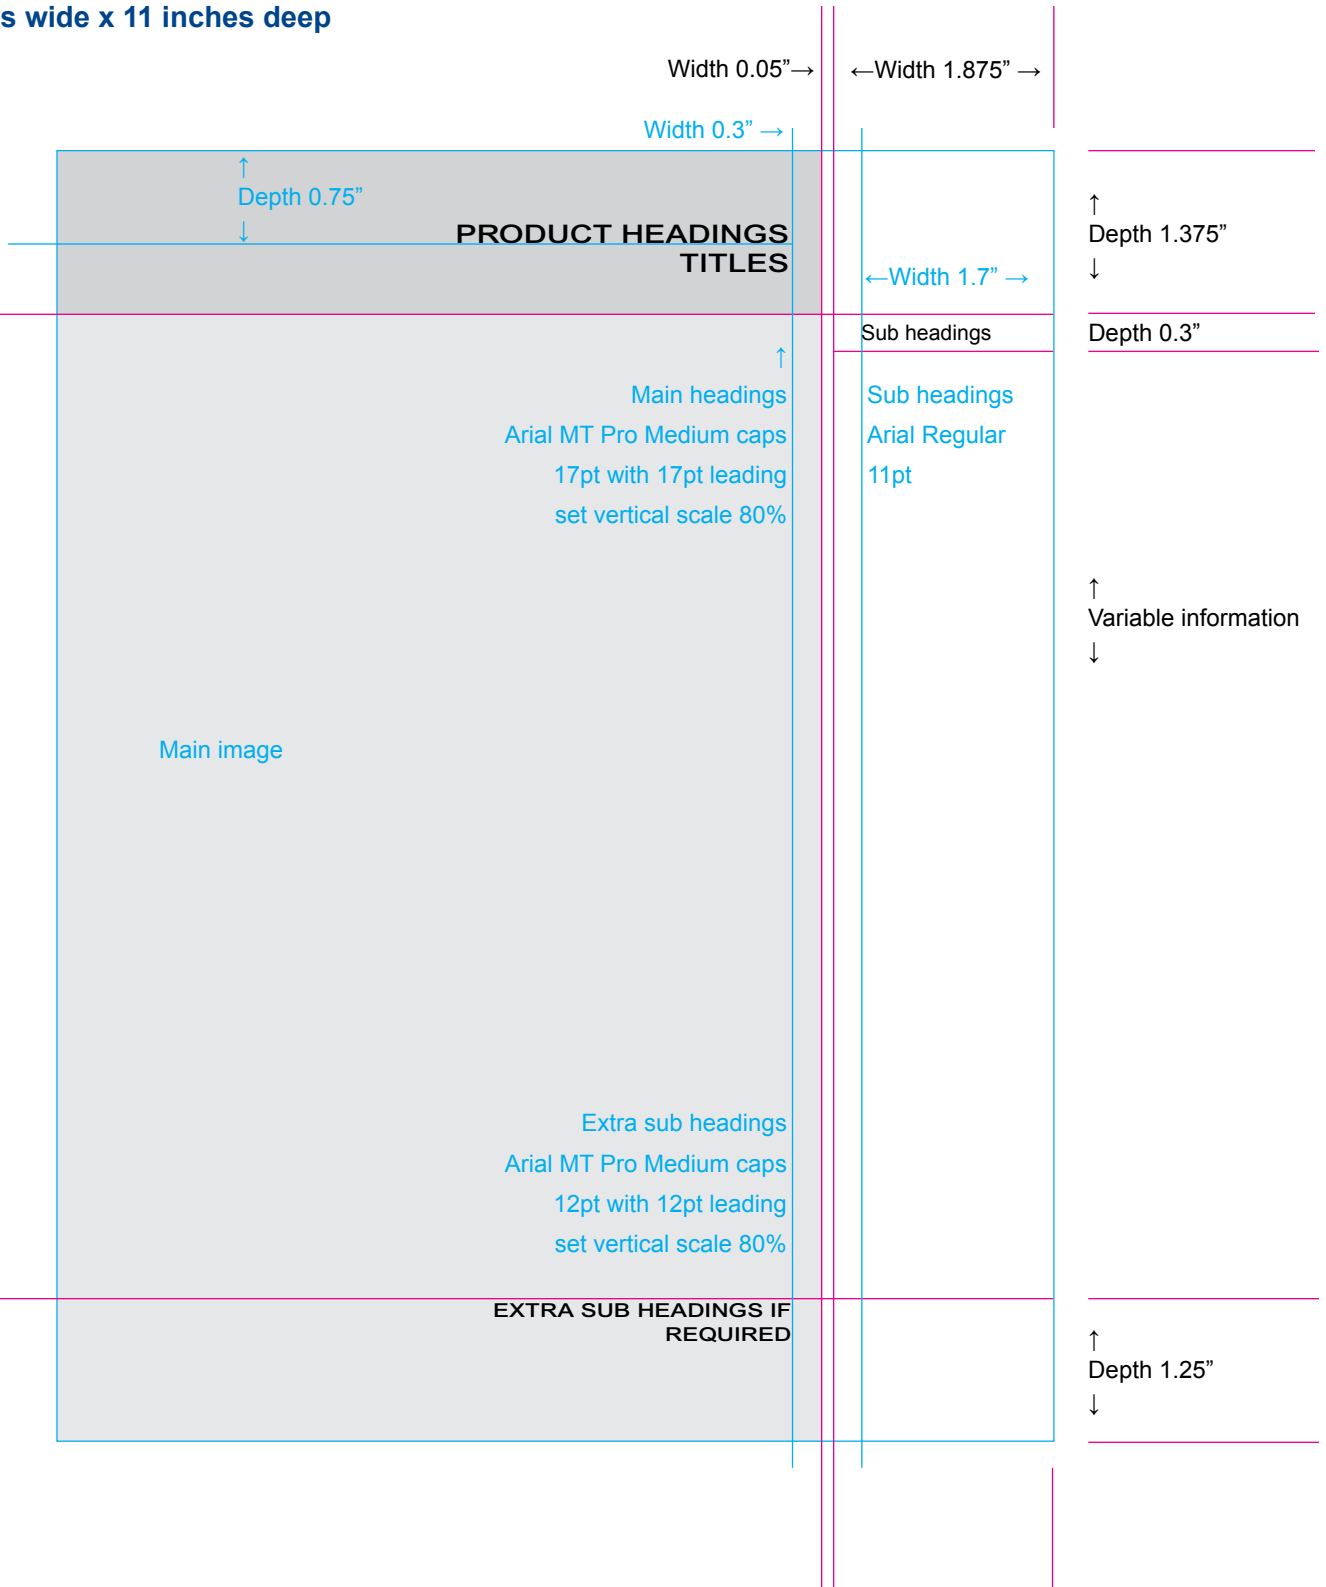 s wide x 11 inches deep
Width 0.05”→
←Width 1.875” →
Width 0.3” →
↑
Depth 0.75”
↓
PRODUCT HEADINGS
TITLES
←Width 1.7” →
↑
Depth 1.375”
↓
Sub headings
Depth 0.3”
↑
Main headings
Arial MT Pro Medium caps
17pt with 17pt leading
set vertical scale 80%
Sub headings
Arial Regular
11pt
↑
Variable information
↓
Main image
Extra sub headings
Arial MT Pro Medium caps
12pt with 12pt leading
set vertical scale 80%
EXTRA SUB HEADINGS IF
REQUIRED
↑
Depth 1.25”
↓